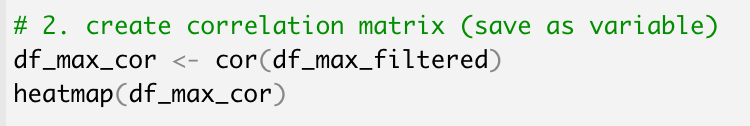 # 2. create correlation matrix (save as variable)
df_max_cor <- cor(df_max_filtered)
heatmap(df_max_cor)